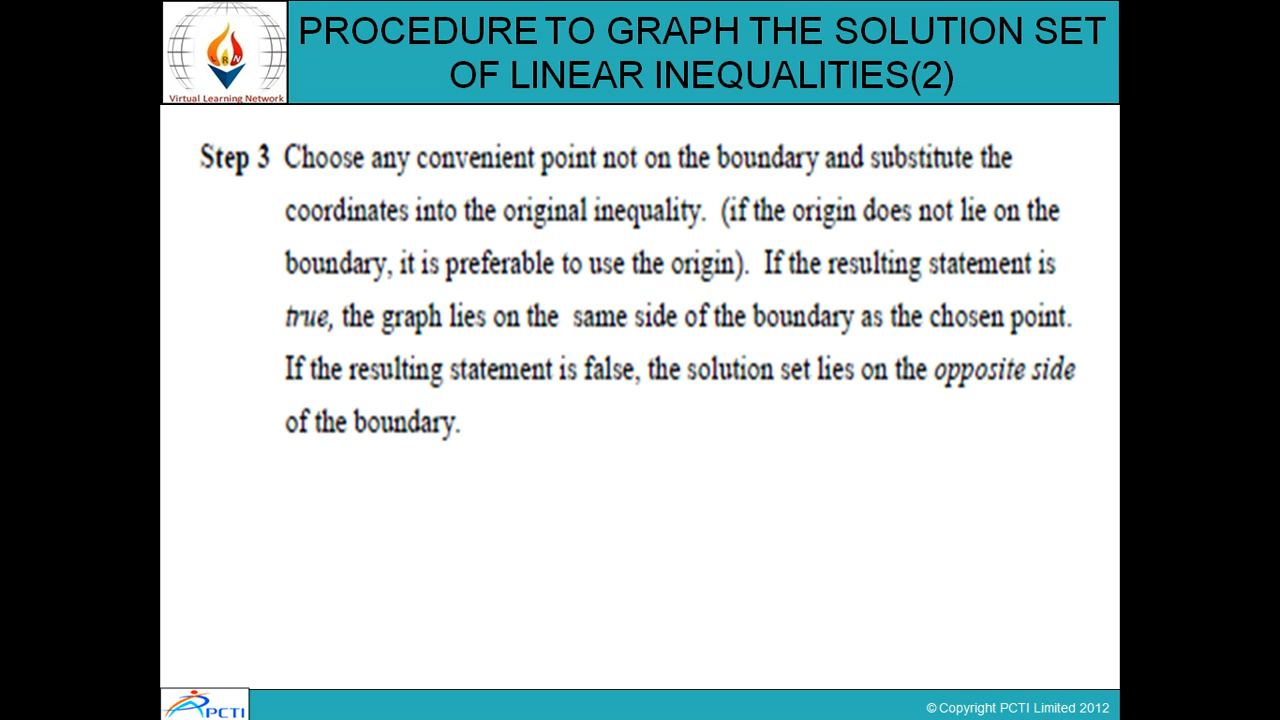 PROCEDURE TO GRAPH THE SOLUTION SET
OF LINEAR INEQUALITIES(2)
LRN
Virtual Learning Network
Step 3 Choose any convenient point not on the boundary and substitute the
coordinates into the original inequality. (if the origin does not lie on the
boundary, it is preferable to use the origin). If the resulting statement is
true, the graph lies on the same side of the boundary as the chosen point.
If the resulting statement is false, the solution set lies on the opposite side
of the boundary.
PCTI
© Copyright PCTI Limited 2012